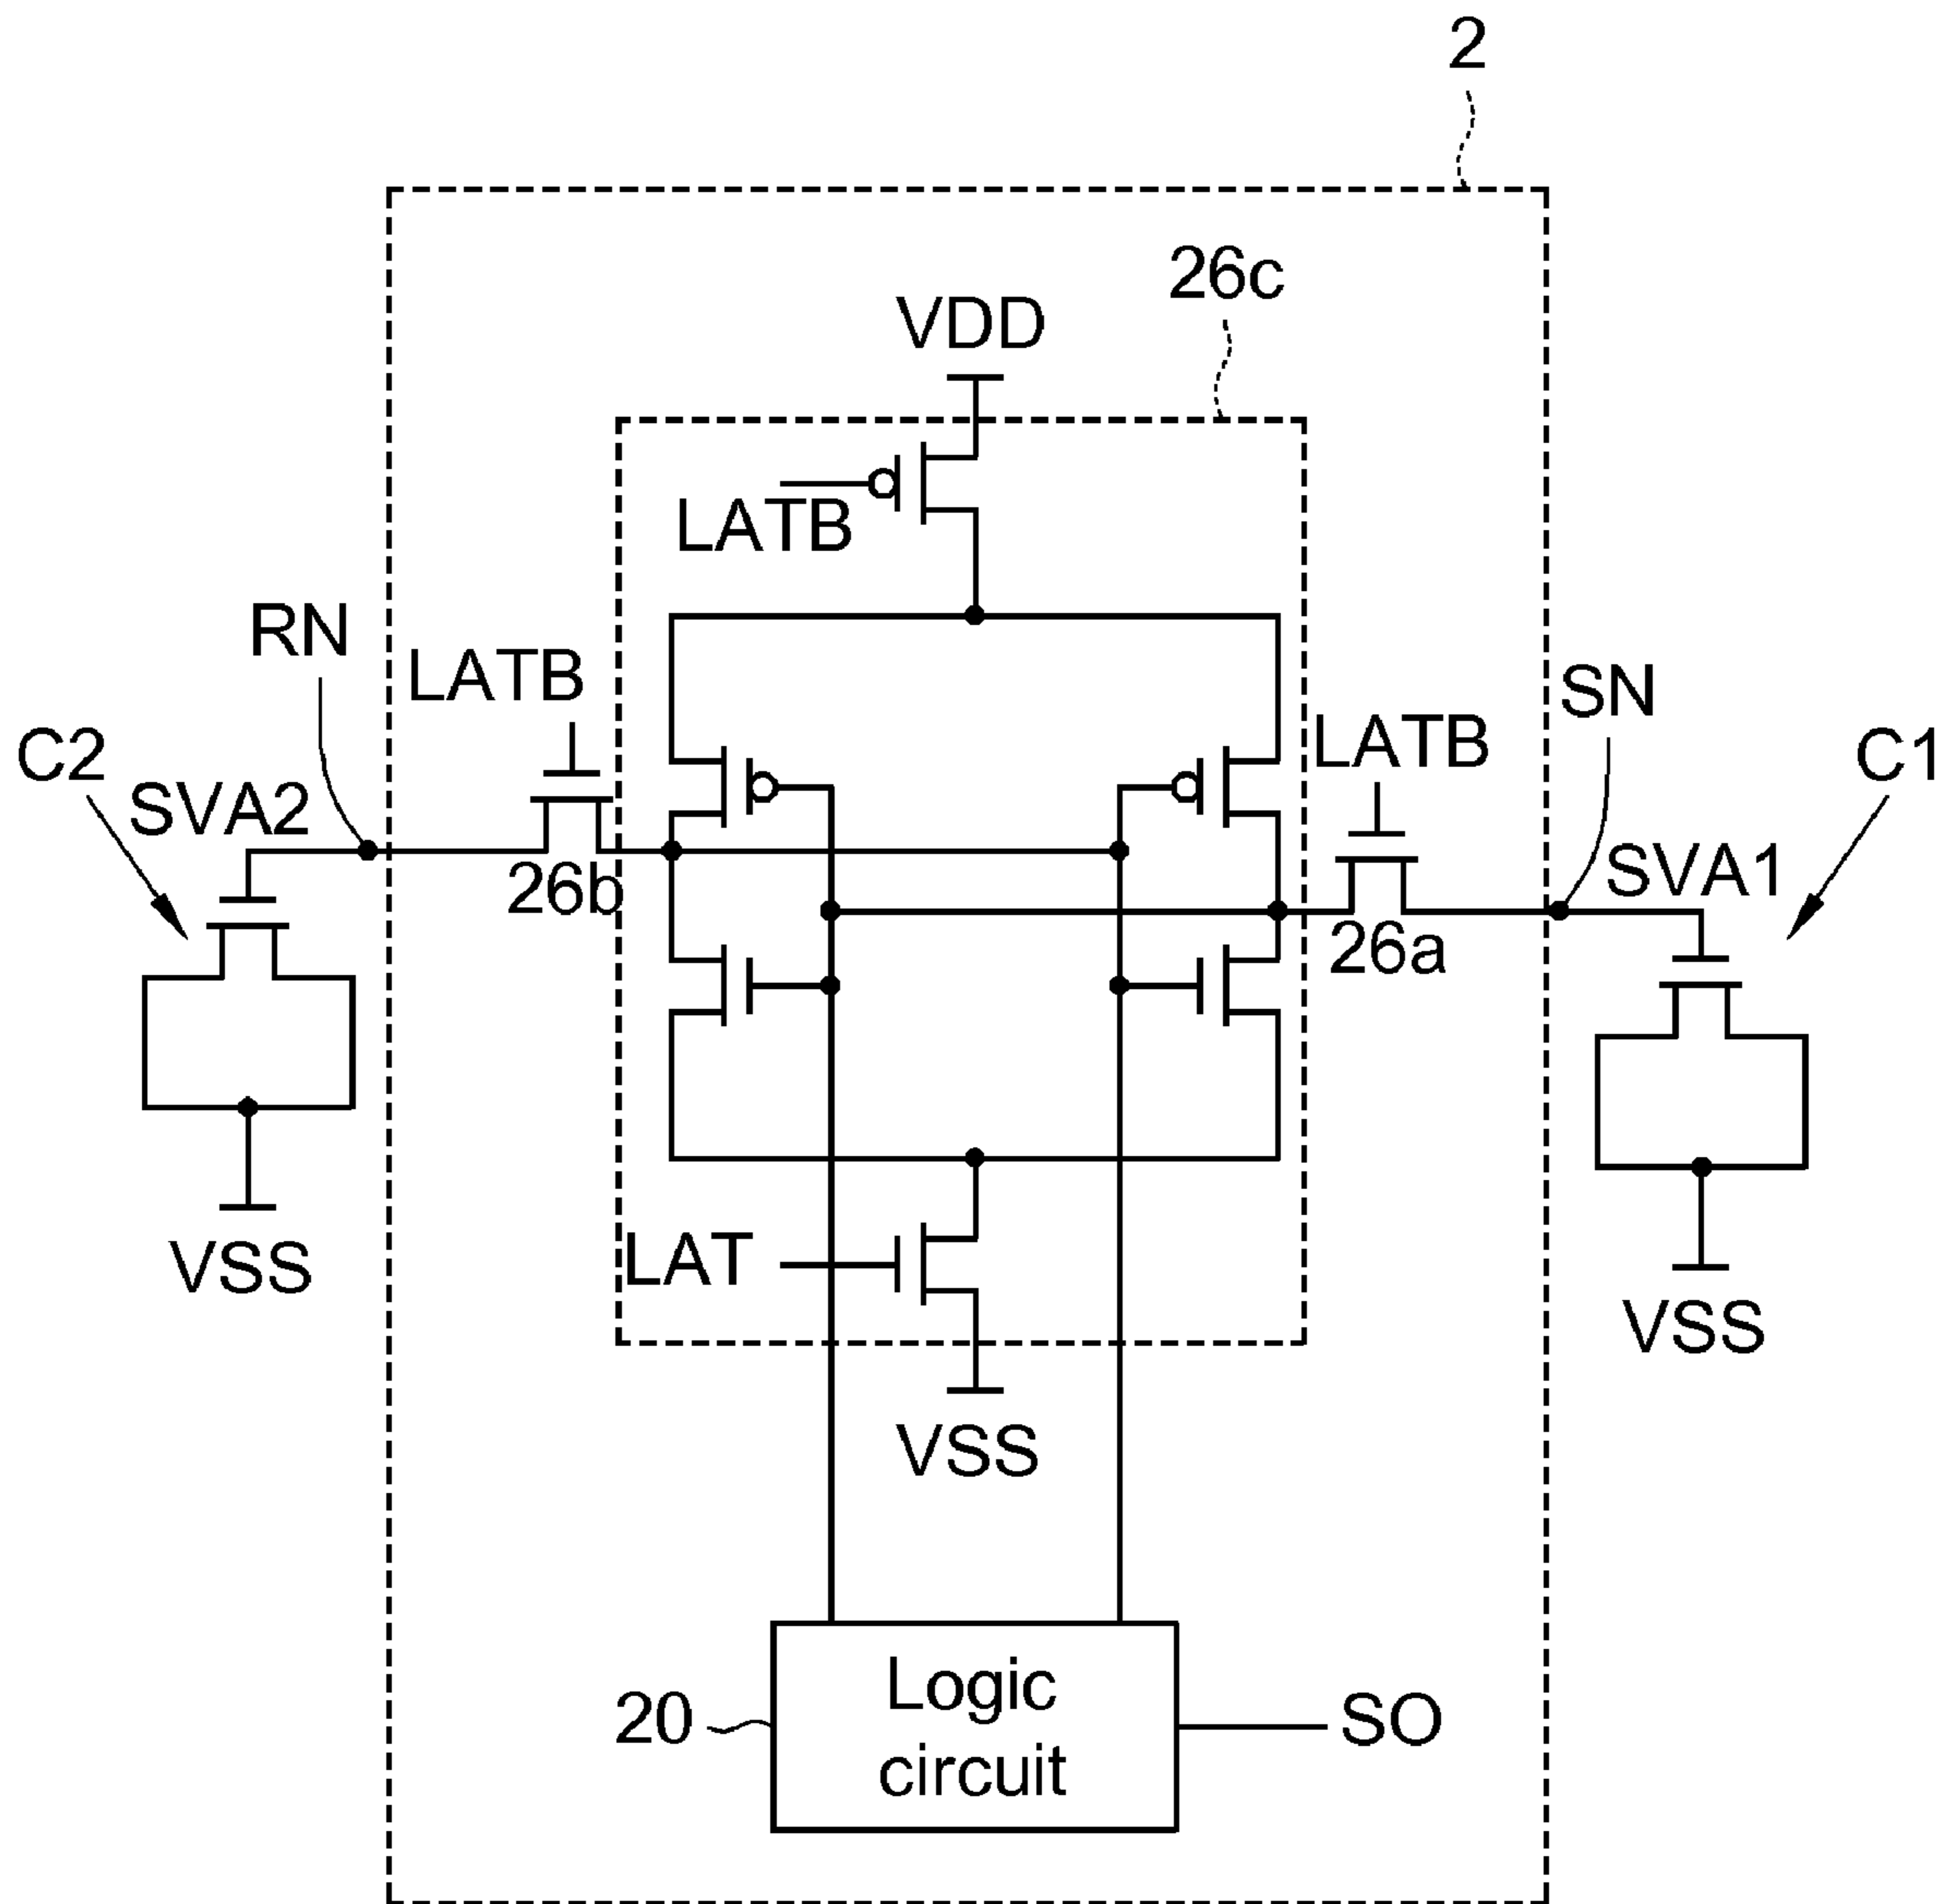 2
26c
VDD
LATB
RN
LATB
SN
LATB
C2
C1
SVA2
SVA1
26b
26a
LAT
VSS
VSS
VSS
Logic
circuit
20
SO